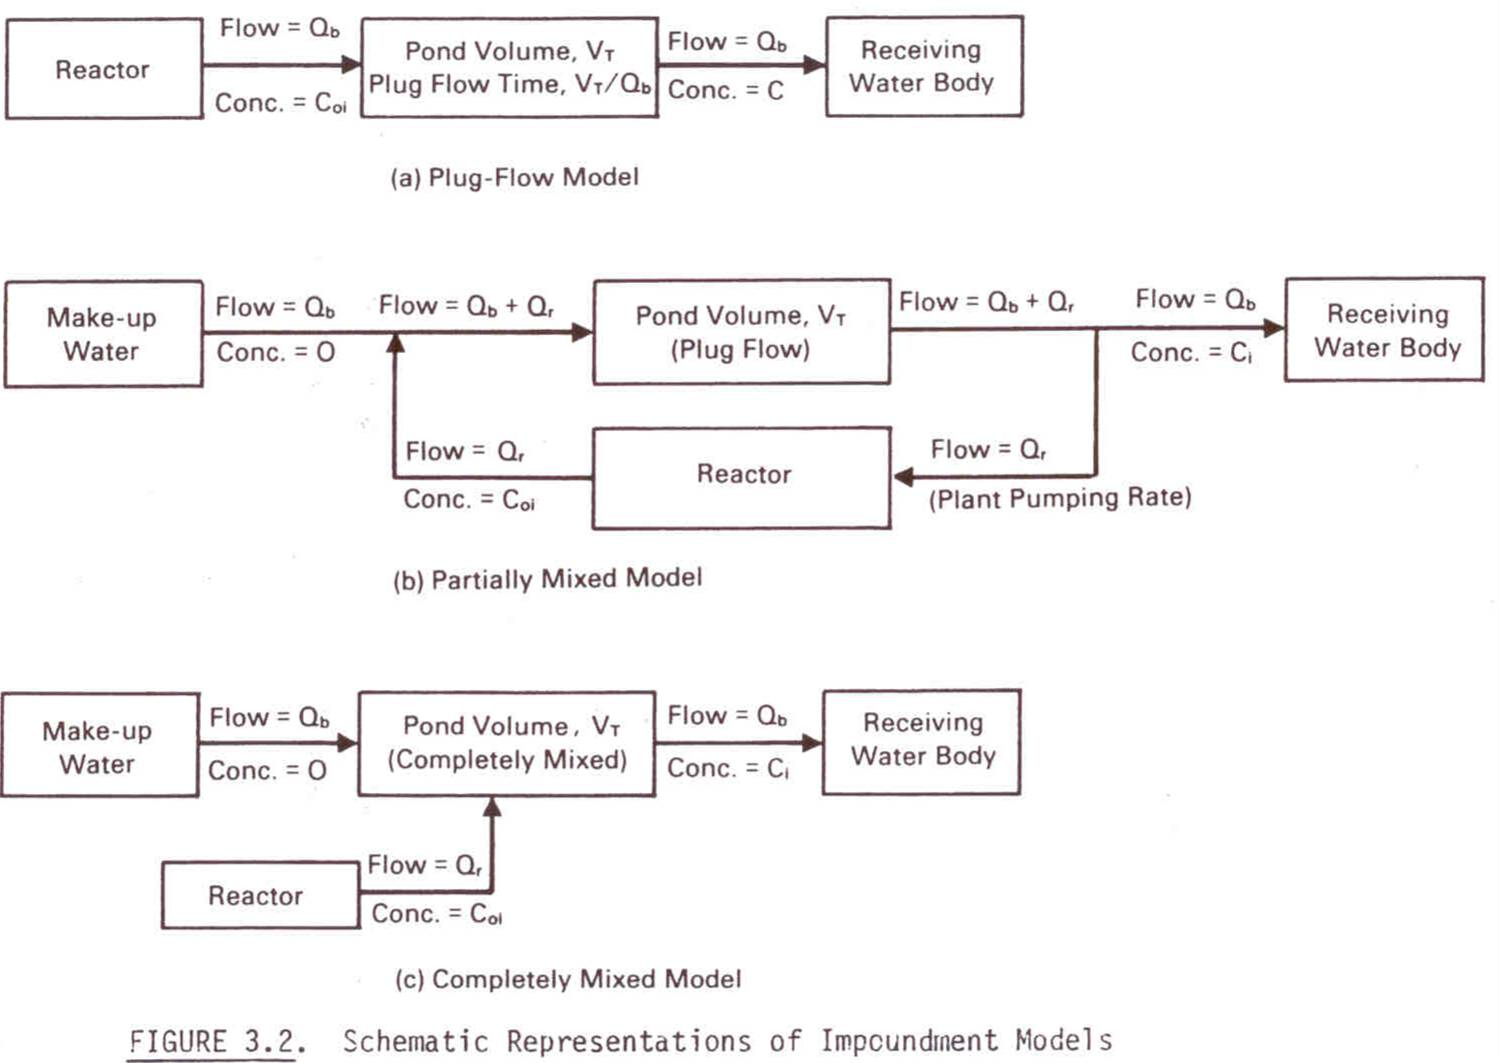 Reactor
Flow = Qb
Conc. = Coi
Pond Volume, VT
Plug Flow Time, VT/Qb
Flow = Qb
Conc. = C
Receiving
Water Body
(a) Plug-Flow Model
Make-up
Water
Flow = Qb
Conc. = O
Flow = Qb + Qr
Pond Volume, VT
(Plug Flow)
Flow = Qb + Qr
Flow = Qb
Conc. = Ci
Receiving
Water Body
Flow = Qr
Conc. = Coi
Reactor
Flow = Qr
(Plant Pumping Rate)
(b) Partially Mixed Model
Make-up
Water
Flow = Qb
Conc. = O
Pond Volume, VT
(Completely Mixed)
Flow = Qb
Conc. = Ci
Receiving
Water Body
Reactor
Flow = Qr
Conc. = Coi
(c) Completely Mixed Model
FIGURE 3.2. Schematic Representations of Impoundment Models